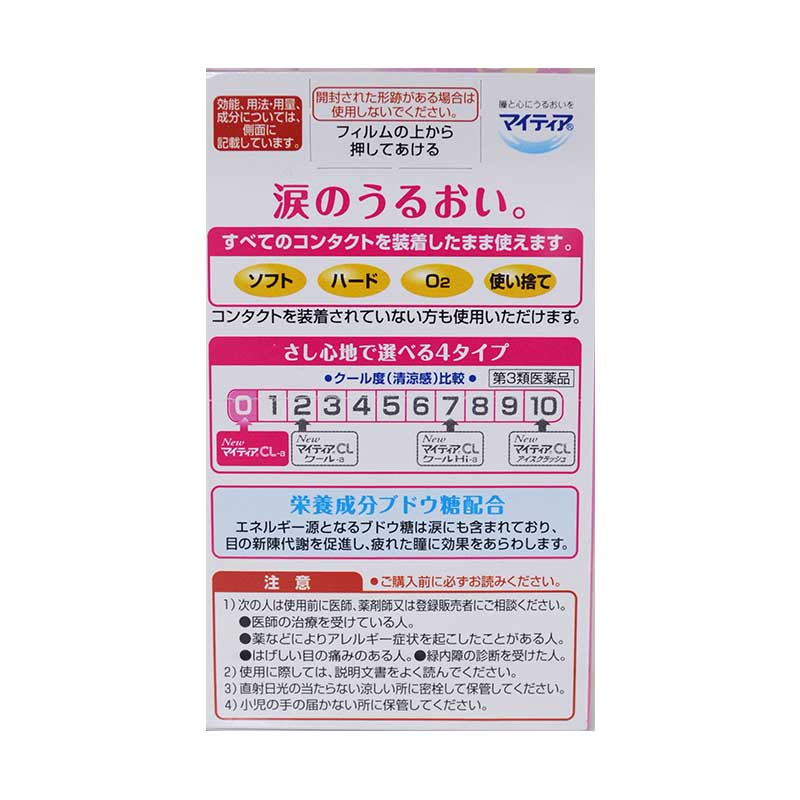 効能、用法・用量、
成分については、
側面に
記載しています。
開封された形跡がある場合は
使用しないでください。
フィルムの上から
押してあける
瞳と心にうるおいを
マイティア®
涙のうるおい。
すべてのコンタクトを装着したまま使えます。
ソフト ハード O2 使い捨て
コンタクトを装着されていない方も使用いただけます。
さし心地で選べる4タイプ
●クール度(清涼感)比較● 第3類医薬品
0 1 2 3 4 5 6 7 8 9 10
New マイティア CL-a
New マイティア CL クール-a
New マイティア CL クールHi-a
New マイティア CL アイスクラッシュ
栄養成分ブドウ糖配合
エネルギー源となるブドウ糖は涙にも含まれており、
目の新陳代謝を促進し、疲れた瞳に効果をあらわします。
注意 ●ご購入前に必ずお読みください。
1)次の人は使用前に医師、薬剤師又は登録販売者にご相談ください。
●医師の治療を受けている人。
●薬などによりアレルギー症状を起こしたことがある人。
●はげしい目の痛みのある人。●緑内障の診断を受けた人。
2)使用に際しては、説明文書をよく読んでください。
3)直射日光の当たらない涼しい所に密栓して保管してください。
4)小児の手の届かない所に保管してください。